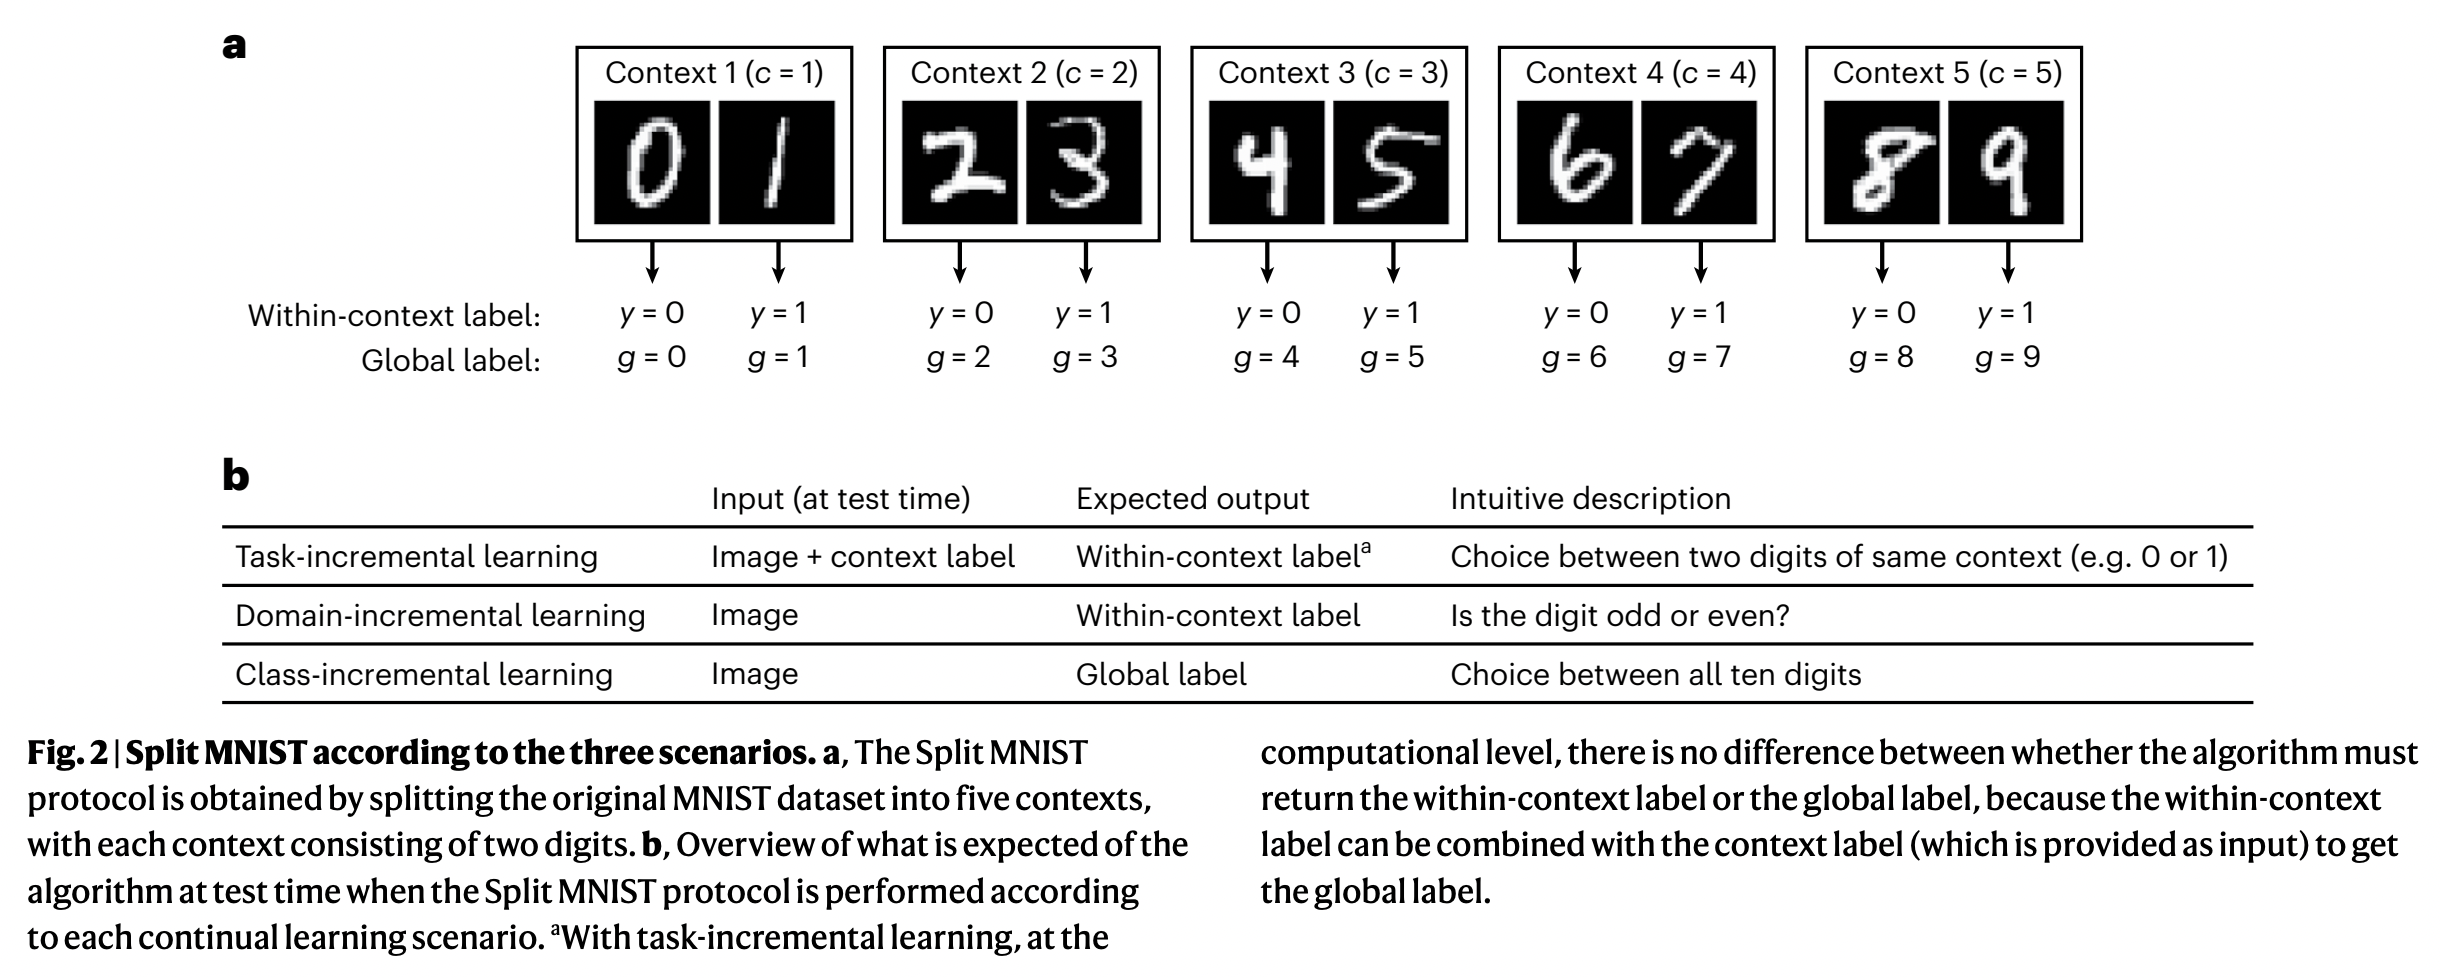 a
Context 1 (c = 1) Context 2 (c = 2) Context 3 (c = 3) Context 4 (c = 4) Context 5 (c = 5)
0 1 2 3 4 5 6 7 8 9
Within-context label: y = 0 y = 1 y = 0 y = 1 y = 0 y = 1 y = 0 y = 1 y = 0 y = 1
Global label: g = 0 g = 1 g = 2 g = 3 g = 4 g = 5 g = 6 g = 7 g = 8 g = 9
b
Input (at test time) Expected output Intuitive description
Task-incremental learning Image + context label Within-context labelᵃ Choice between two digits of same context (e.g. 0 or 1)
Domain-incremental learning Image Within-context label Is the digit odd or even?
Class-incremental learning Image Global label Choice between all ten digits
Fig. 2 | Split MNIST according to the three scenarios. a, The Split MNIST
protocol is obtained by splitting the original MNIST dataset into five contexts,
with each context consisting of two digits. b, Overview of what is expected of the
algorithm at test time when the Split MNIST protocol is performed according
to each continual learning scenario. ᵃWith task-incremental learning, at the
computational level, there is no difference between whether the algorithm must
return the within-context label or the global label, because the within-context
label can be combined with the context label (which is provided as input) to get
the global label.